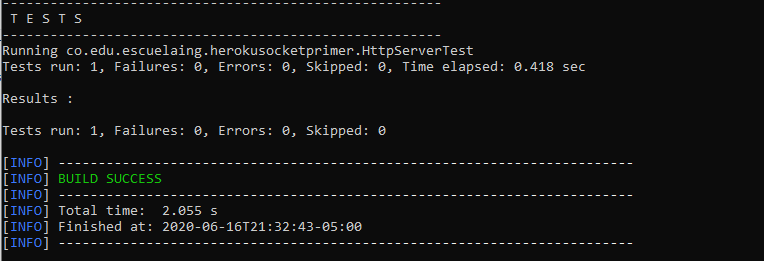 -------------------------------------------------------
 T E S T S
-------------------------------------------------------
Running co.edu.escuelaing.herokusocketprimer.HttpServerTest
Tests run: 1, Failures: 0, Errors: 0, Skipped: 0, Time elapsed: 0.418 sec

Results :

Tests run: 1, Failures: 0, Errors: 0, Skipped: 0

[INFO] ------------------------------------------------------------------------
[INFO] BUILD SUCCESS
[INFO] ------------------------------------------------------------------------
[INFO] Total time:  2.055 s
[INFO] Finished at: 2020-06-16T21:32:43-05:00
[INFO] ------------------------------------------------------------------------